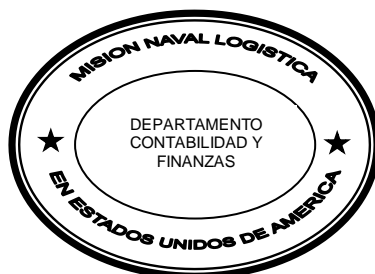 MISION NAVAL LOGISTICA
DEPARTAMENTO
CONTABILIDAD Y
FINANZAS
EN ESTADOS UNIDOS DE AMERICA